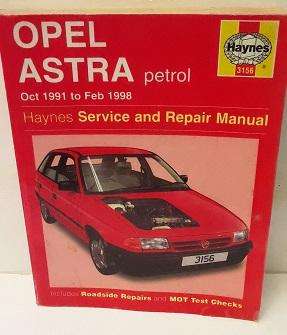 OPEL
ASTRA petrol
Oct 1991 to Feb 1998
Haynes
3156
Haynes Service and Repair Manual
3156
Includes Roadside Repairs and MOT Test Checks